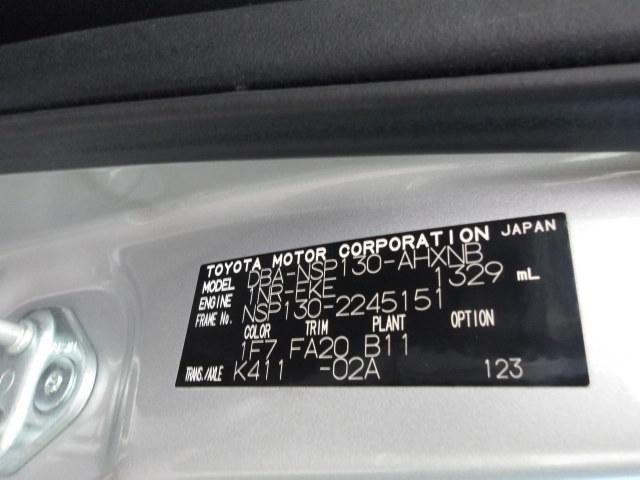 TOYOTA MOTOR CORPORATION JAPAN
MODEL DBA-NSP130-AHXNB
ENGINE 1NR-FKE 1329 mL
FRAME No. NSP130-2245151
COLOR TRIM PLANT OPTION
1F7 FA20 B11
TRANS./AXLE K411 -02A 123